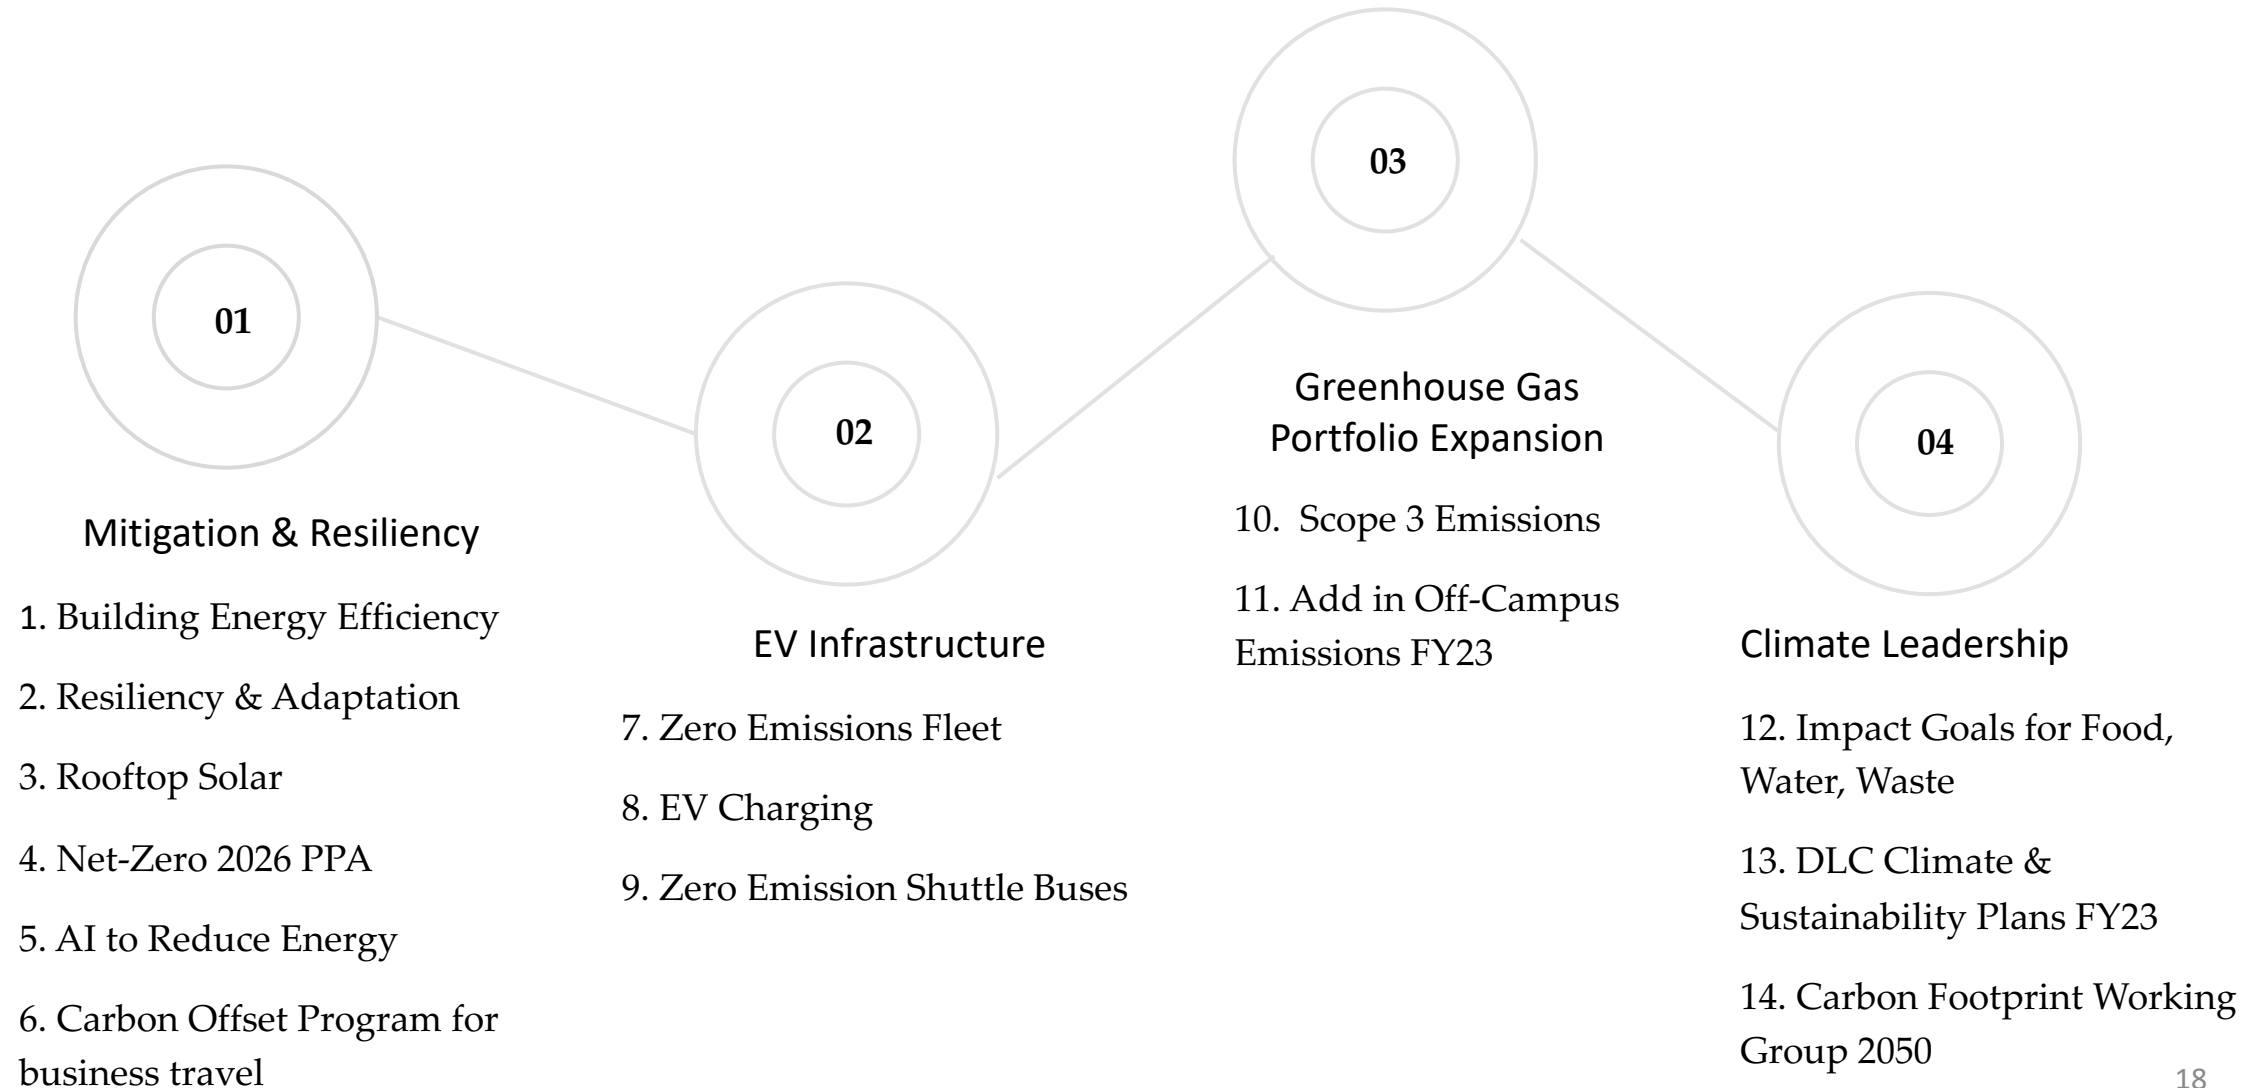 01
Mitigation & Resiliency
1. Building Energy Efficiency
2. Resiliency & Adaptation
3. Rooftop Solar
4. Net-Zero 2026 PPA
5. AI to Reduce Energy
6. Carbon Offset Program for
business travel
02
EV Infrastructure
7. Zero Emissions Fleet
8. EV Charging
9. Zero Emission Shuttle Buses
03
Greenhouse Gas
Portfolio Expansion
10. Scope 3 Emissions
11. Add in Off-Campus
Emissions FY23
04
Climate Leadership
12. Impact Goals for Food,
Water, Waste
13. DLC Climate &
Sustainability Plans FY23
14. Carbon Footprint Working
Group 2050
18